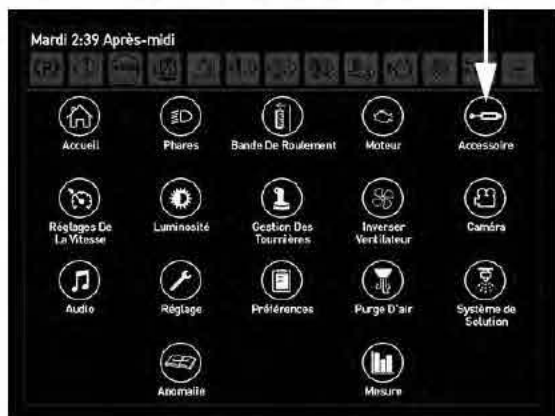 Mardi 2:39 Après-midi
Accueil
Phares
Bande De Roulement
Moteur
Accessoire
Réglages De
La Vitesse
Luminosité
Gestion Des
Tournières
Inverser
Ventilateur
Caméra
Audio
Réglage
Préférences
Purge D'air
Système de
Solution
Anomalie
Mesure